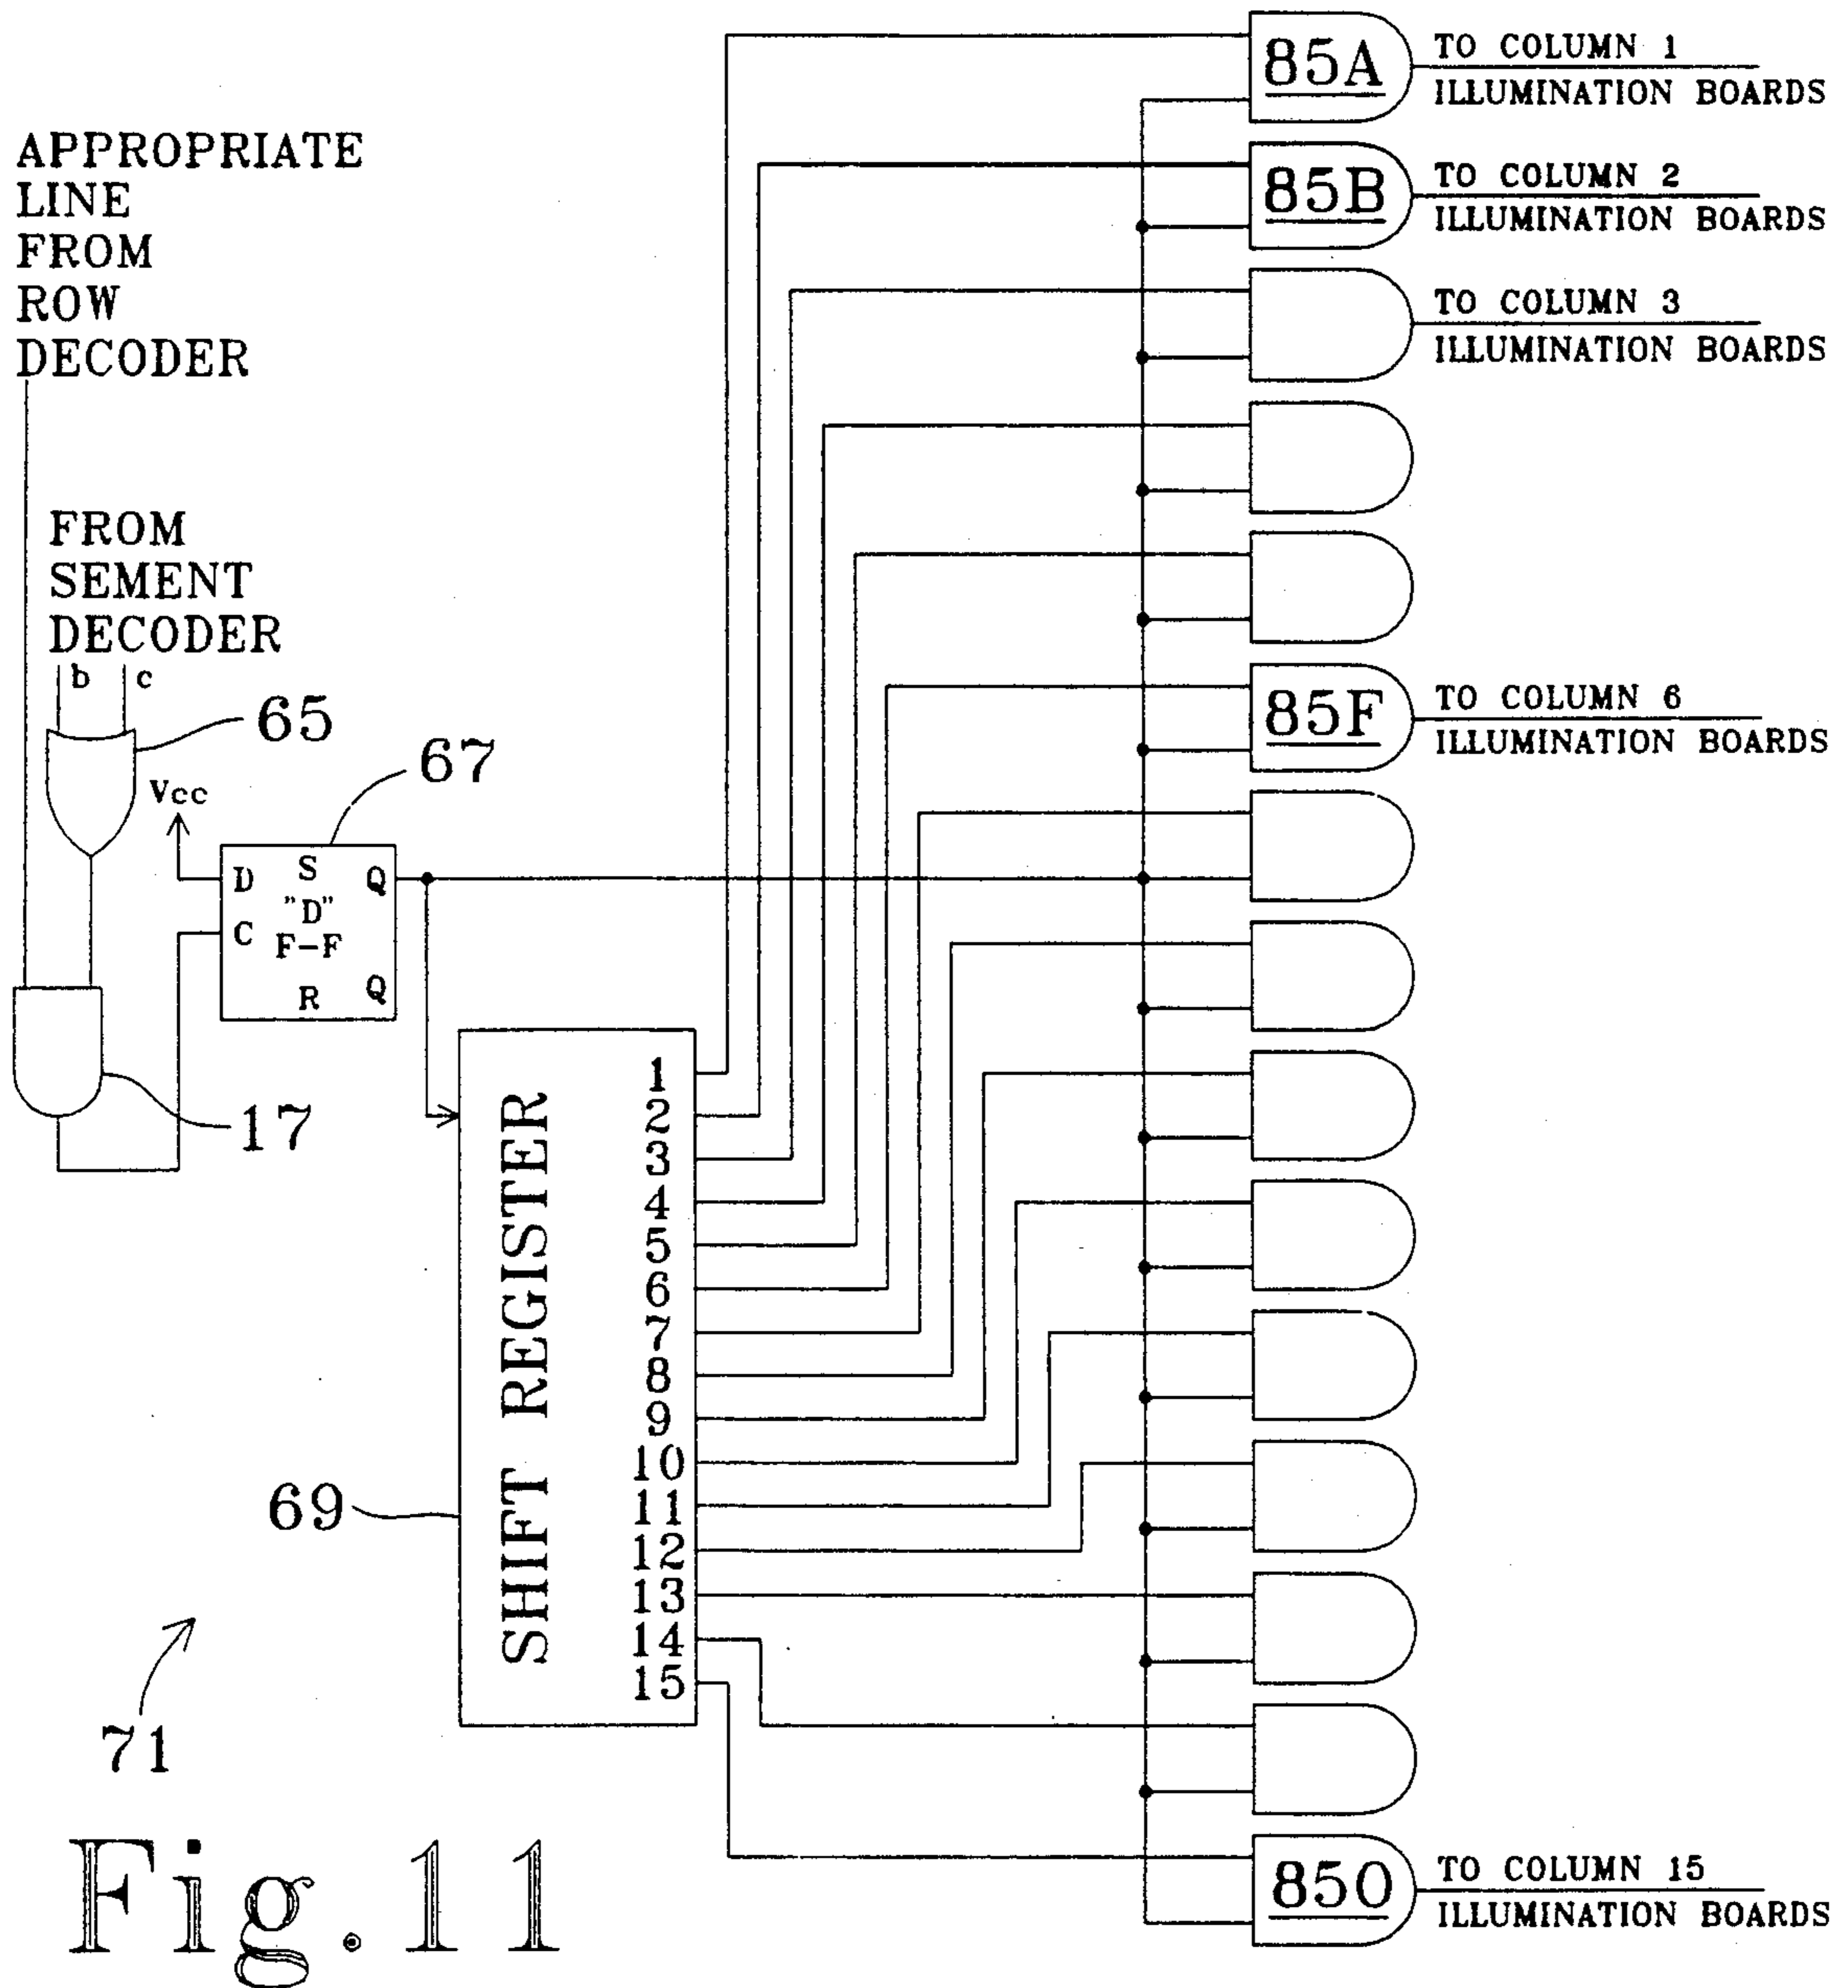 APPROPRIATE
LINE
FROM
ROW
DECODER
FROM
SEMENT
DECODER
b c
65
Vcc
67
D S Q
"D"
C F-F
R Q
17
SHIFT REGISTER
1
2
3
4
5
6
7
8
9
10
11
12
13
14
15
69
71
85A
TO COLUMN 1
ILLUMINATION BOARDS
85B
TO COLUMN 2
ILLUMINATION BOARDS
TO COLUMN 3
ILLUMINATION BOARDS
85F
TO COLUMN 6
ILLUMINATION BOARDS
85O
TO COLUMN 15
ILLUMINATION BOARDS
Fig.11